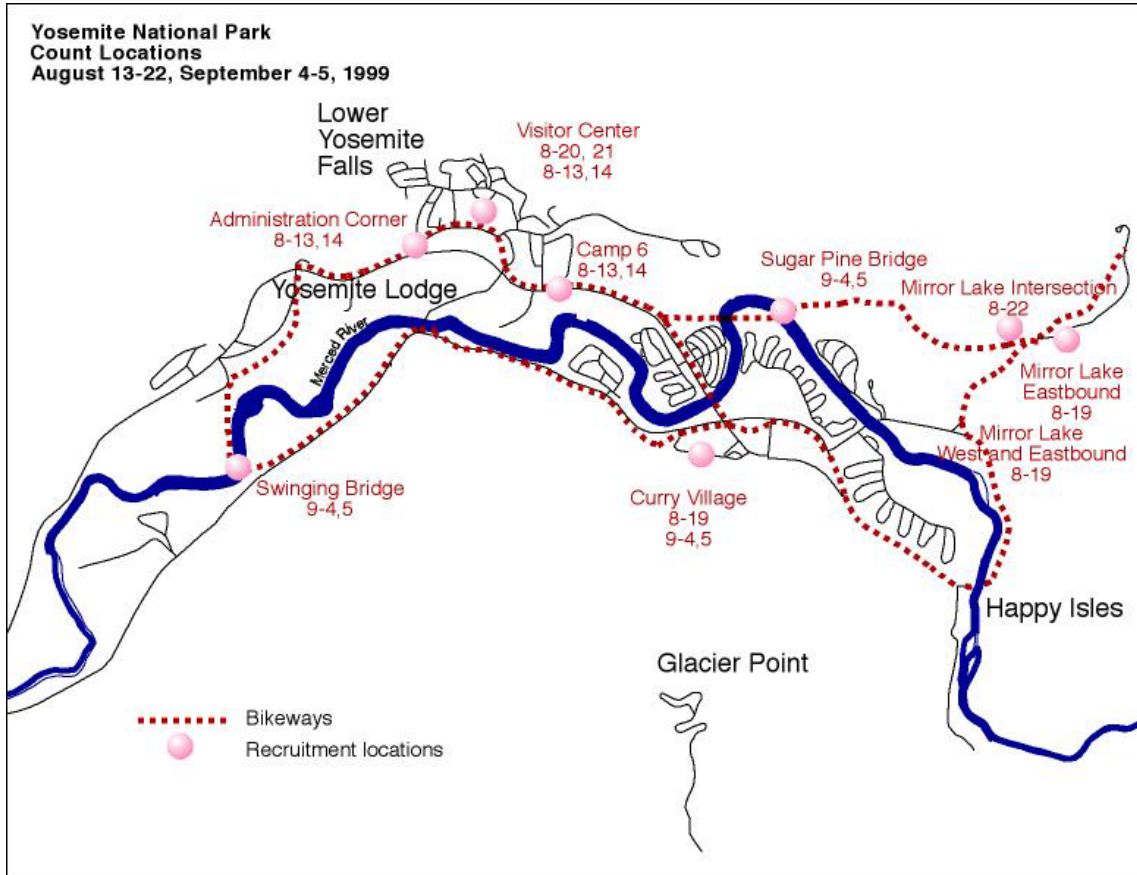 Yosemite National Park
Count Locations
August 13-22, September 4-5, 1999
Lower
Yosemite
Falls
Visitor Center
8-20, 21
8-13,14
Administration Corner
8-13,14
Camp 6
8-13,14
Sugar Pine Bridge
9-4,5
Mirror Lake Intersection
8-22
Yosemite Lodge
Merced River
Mirror Lake
Eastbound
8-19
Mirror Lake
West and Eastbound
8-19
Swinging Bridge
9-4,5
Curry Village
8-19
9-4,5
Happy Isles
Glacier Point
Bikeways
Recruitment locations